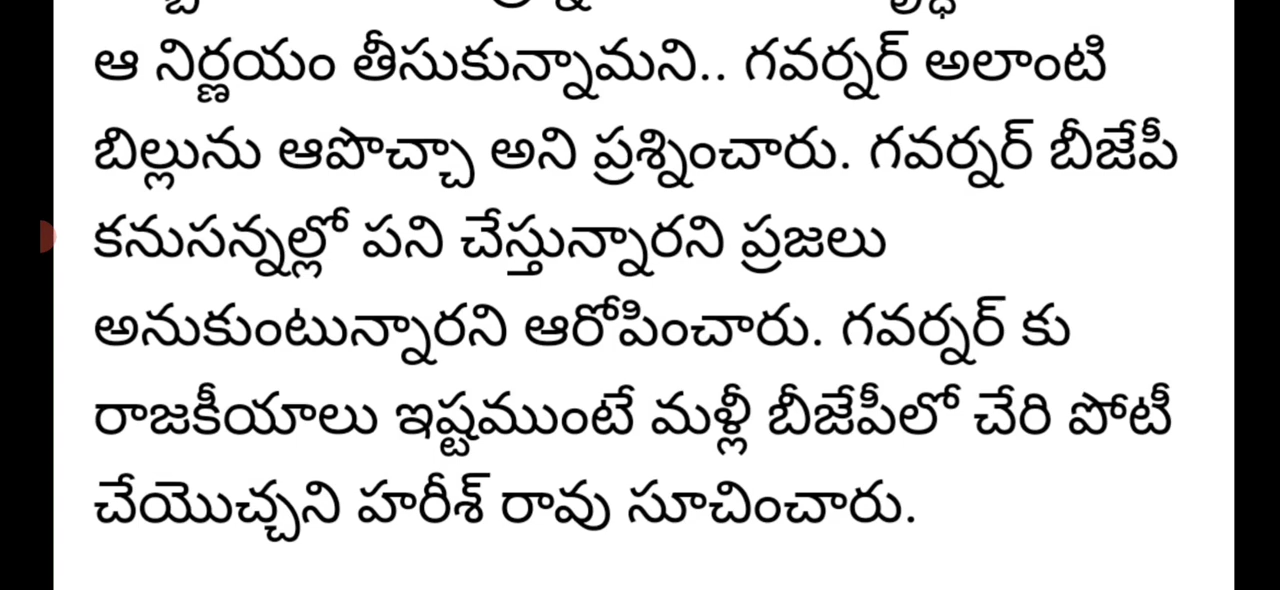 ఆ నిర్ణయం తీసుకున్నామని.. గవర్నర్ అలాంటి
బిల్లును ఆపొచ్చా అని ప్రశ్నించారు. గవర్నర్ బీజేపీ
కనుసన్నల్లో పని చేస్తున్నారని ప్రజలు
అనుకుంటున్నారని ఆరోపించారు. గవర్నర్ కు
రాజకీయాలు ఇష్టముంటే మళ్లీ బీజేపీలో చేరి పోటీ
చేయొచ్చని హరీశ్ రావు సూచించారు.